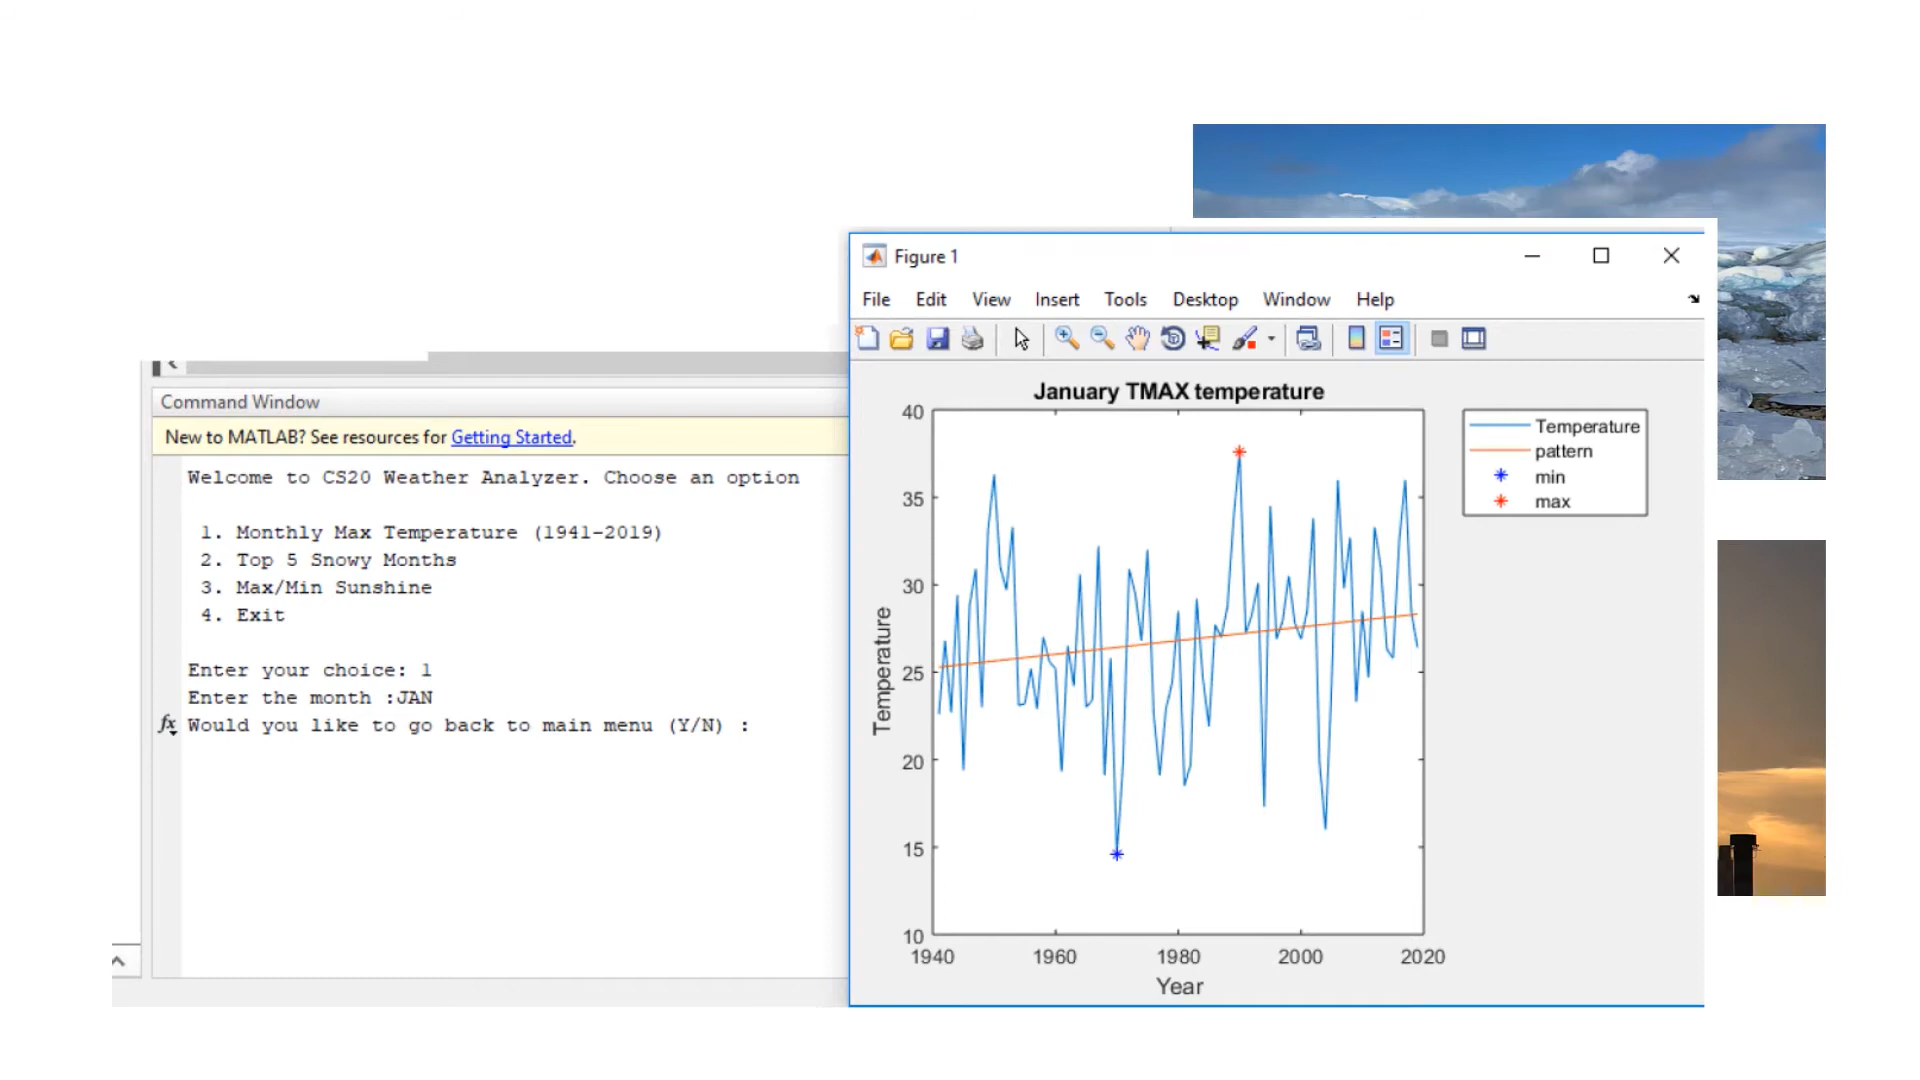 Command Window
New to MATLAB? See resources for Getting Started.
Welcome to CS20 Weather Analyzer. Choose an option
1. Monthly Max Temperature (1941-2019)
2. Top 5 Snowy Months
3. Max/Min Sunshine
4. Exit
Enter your choice: 1
Enter the month :JAN
fx Would you like to go back to main menu (Y/N) :
Figure 1
File Edit View Insert Tools Desktop Window Help
January TMAX temperature
40
35
30
25
20
15
10
Temperature
1940 1960 1980 2000 2020
Year
Temperature
pattern
min
max